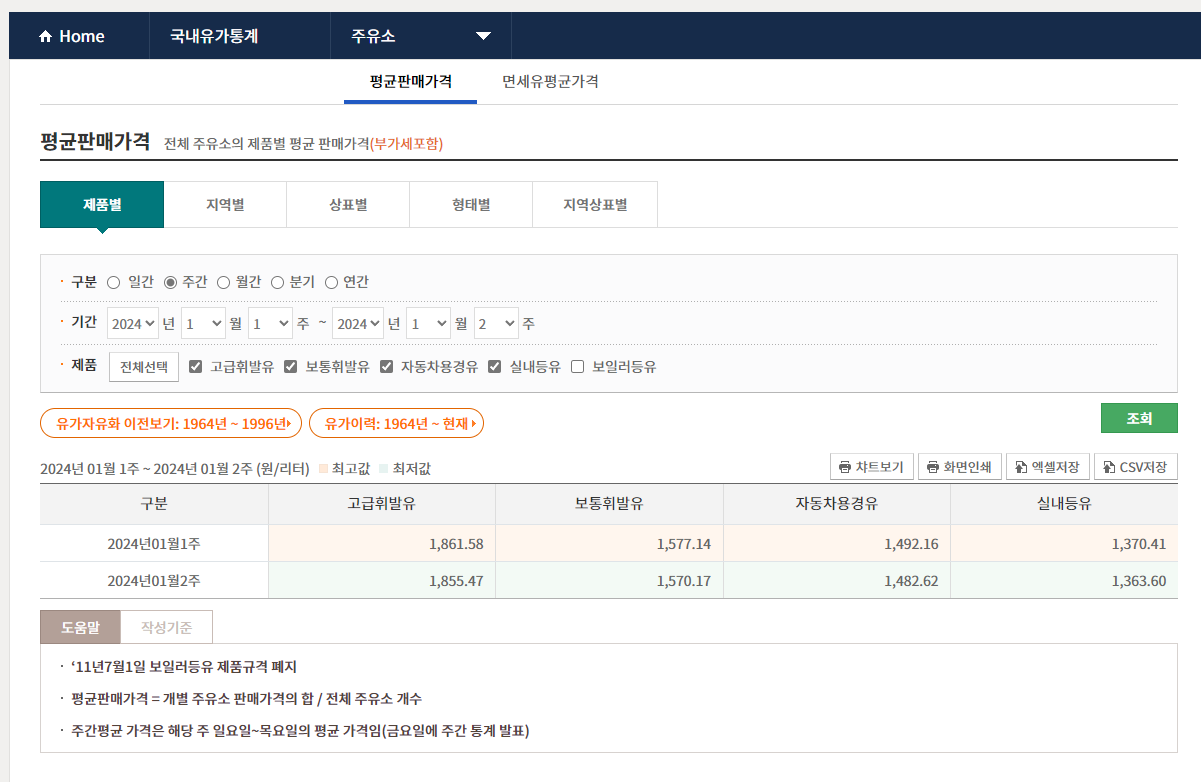 Home 국내유가통계 주유소
평균판매가격 면세유평균가격
평균판매가격 전체 주유소의 제품별 평균 판매가격(부가세포함)
제품별 지역별 상표별 형태별 지역상표별
· 구분 일간 주간 월간 분기 연간
· 기간 2024 년 1 월 1 주 ~ 2024 년 1 월 2 주
· 제품 전체선택 고급휘발유 보통휘발유 자동차용경유 실내등유 보일러등유
유가자유화 이전보기: 1964년 ~ 1996년 유가이력: 1964년 ~ 현재 조회
2024년 01월 1주 ~ 2024년 01월 2주 (원/리터) 최고값 최저값 챠트보기 화면인쇄 엑셀저장 CSV저장
구분 고급휘발유 보통휘발유 자동차용경유 실내등유
2024년01월1주 1,861.58 1,577.14 1,492.16 1,370.41
2024년01월2주 1,855.47 1,570.17 1,482.62 1,363.60
도움말 작성기준
· ‘11년7월1일 보일러등유 제품규격 폐지
· 평균판매가격 = 개별 주유소 판매가격의 합 / 전체 주유소 개수
· 주간평균 가격은 해당 주 일요일~목요일의 평균 가격임(금요일에 주간 통계 발표)